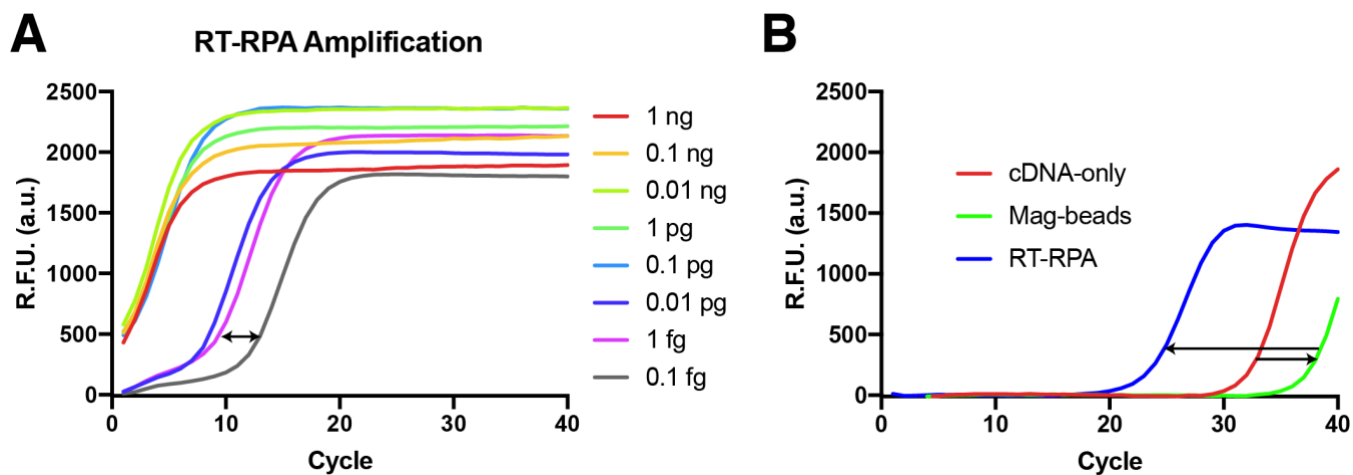 A
RT-RPA Amplification
R.F.U. (a.u.)
2500
2000
1500
1000
500
0
0
10
20
30
40
Cycle
1 ng
0.1 ng
0.01 ng
1 pg
0.1 pg
0.01 pg
1 fg
0.1 fg
B
R.F.U. (a.u.)
2500
2000
1500
1000
500
0
0
10
20
30
40
Cycle
cDNA-only
Mag-beads
RT-RPA